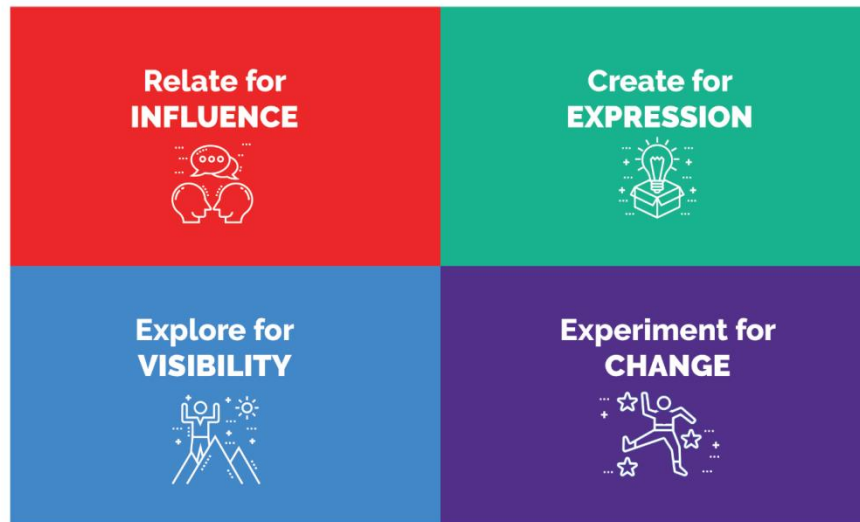 Relate for
INFLUENCE
Create for
EXPRESSION
Explore for
VISIBILITY
Experiment for
CHANGE